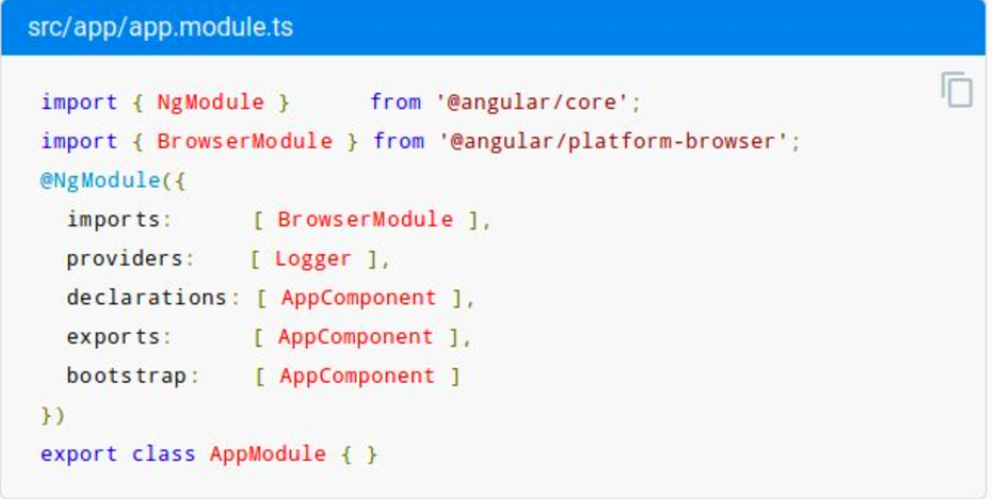 src/app/app.module.ts
import { NgModule }      from '@angular/core';
import { BrowserModule } from '@angular/platform-browser';
@NgModule({
  imports:      [ BrowserModule ],
  providers:    [ Logger ],
  declarations: [ AppComponent ],
  exports:      [ AppComponent ],
  bootstrap:    [ AppComponent ]
})
export class AppModule { }